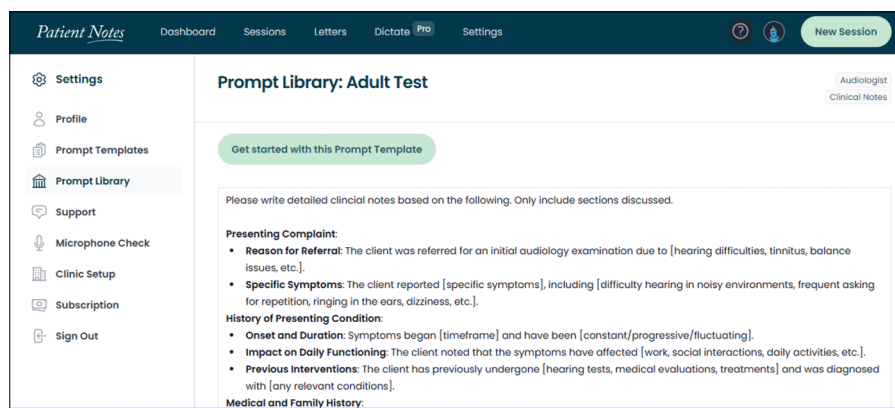 Patient Notes
Dashboard
Sessions
Letters
Dictate Pro
Settings
?
New Session
Settings
Profile
Prompt Templates
Prompt Library
Support
Microphone Check
Clinic Setup
Subscription
Sign Out
Prompt Library: Adult Test
Audiologist
Clinical Notes
Get started with this Prompt Template
Please write detailed clincial notes based on the following. Only include sections discussed.
Presenting Complaint:
• Reason for Referral: The client was referred for an initial audiology examination due to [hearing difficulties, tinnitus, balance
issues, etc.].
• Specific Symptoms: The client reported [specific symptoms], including [difficulty hearing in noisy environments, frequent asking
for repetition, ringing in the ears, dizziness, etc.].
History of Presenting Condition:
• Onset and Duration: Symptoms began [timeframe] and have been [constant/progressive/fluctuating].
• Impact on Daily Functioning: The client noted that the symptoms have affected [work, social interactions, daily activities, etc.].
• Previous Interventions: The client has previously undergone [hearing tests, medical evaluations, treatments] and was diagnosed
with [any relevant conditions].
Medical and Family History: